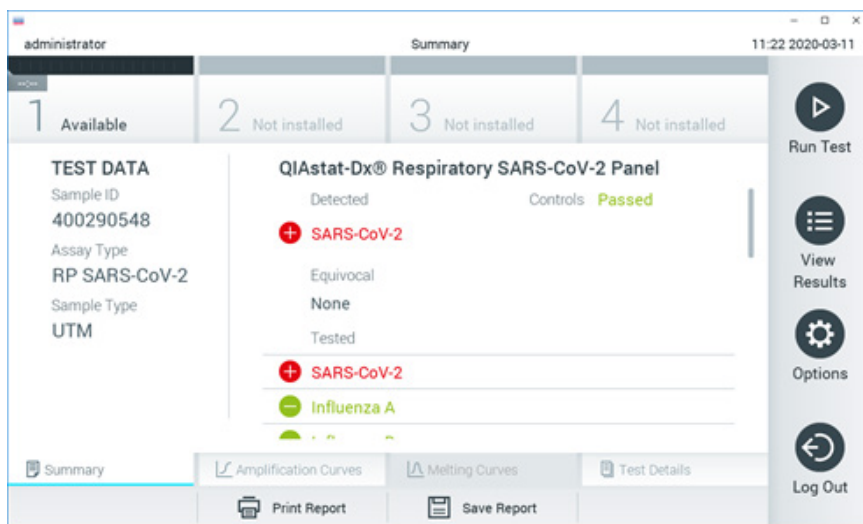 administrator Summary 11:22 2020-03-11
--:--
1 Available 2 Not installed 3 Not installed 4 Not installed
Run Test
TEST DATA
Sample ID
400290548
Assay Type
RP SARS-CoV-2
Sample Type
UTM
QIAstat-Dx® Respiratory SARS-CoV-2 Panel
Detected Controls Passed
SARS-CoV-2
Equivocal
None
Tested
SARS-CoV-2
Influenza A
View
Results
Options
Log Out
Summary Amplification Curves Melting Curves Test Details
Print Report Save Report